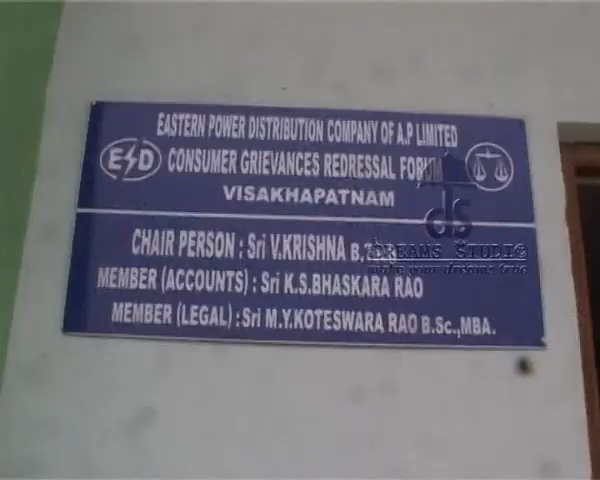 EASTERN POWER DISTRIBUTION COMPANY OF A.P LIMITED
CONSUMER GRIEVANCES REDRESSAL FORUM
VISAKHAPATNAM
CHAIR PERSON : Sri V.KRISHNA
MEMBER (ACCOUNTS) : Sri K.S.BHASKARA RAO
MEMBER (LEGAL) : Sri M.Y.KOTESWARA RAO B.Sc.,MBA.
ds
DREAMS STUDIO
make your dreams true